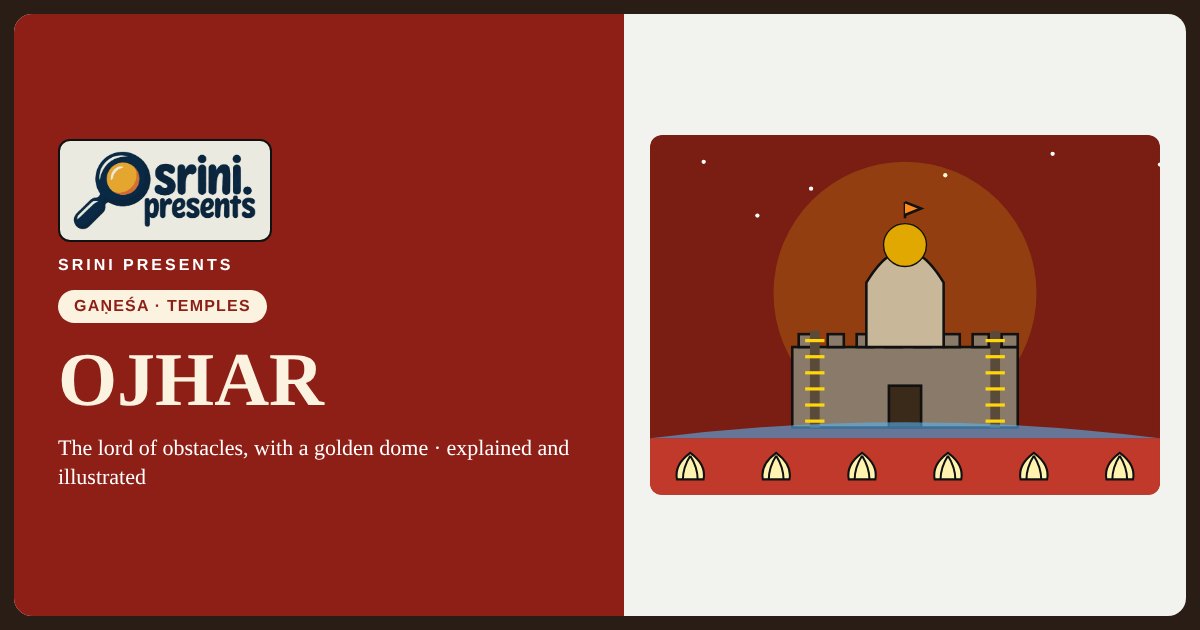 srini.
presents
SRINI PRESENTS
GAṆEŚA · TEMPLES
OJHAR
The lord of obstacles, with a golden dome · explained and
illustrated